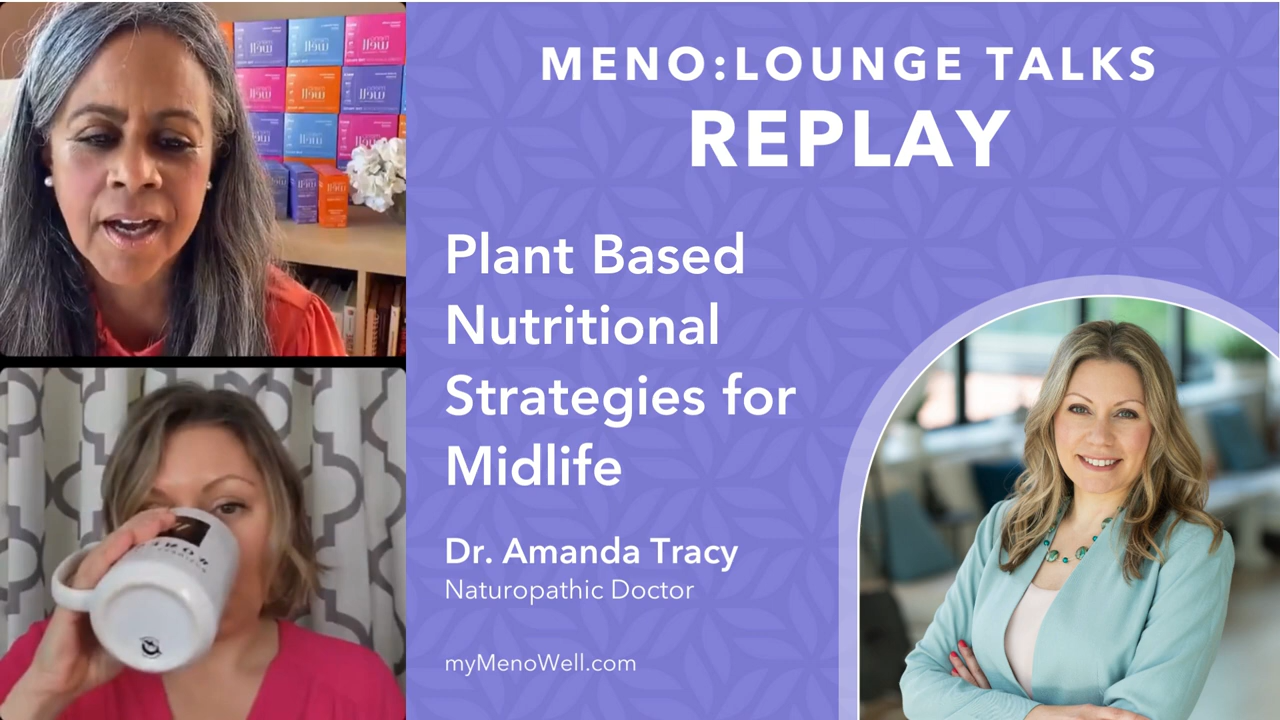 MENO:LOUNGE TALKS
REPLAY
Plant Based
Nutritional
Strategies for
Midlife
Dr. Amanda Tracy
Naturopathic Doctor
myMenoWell.com